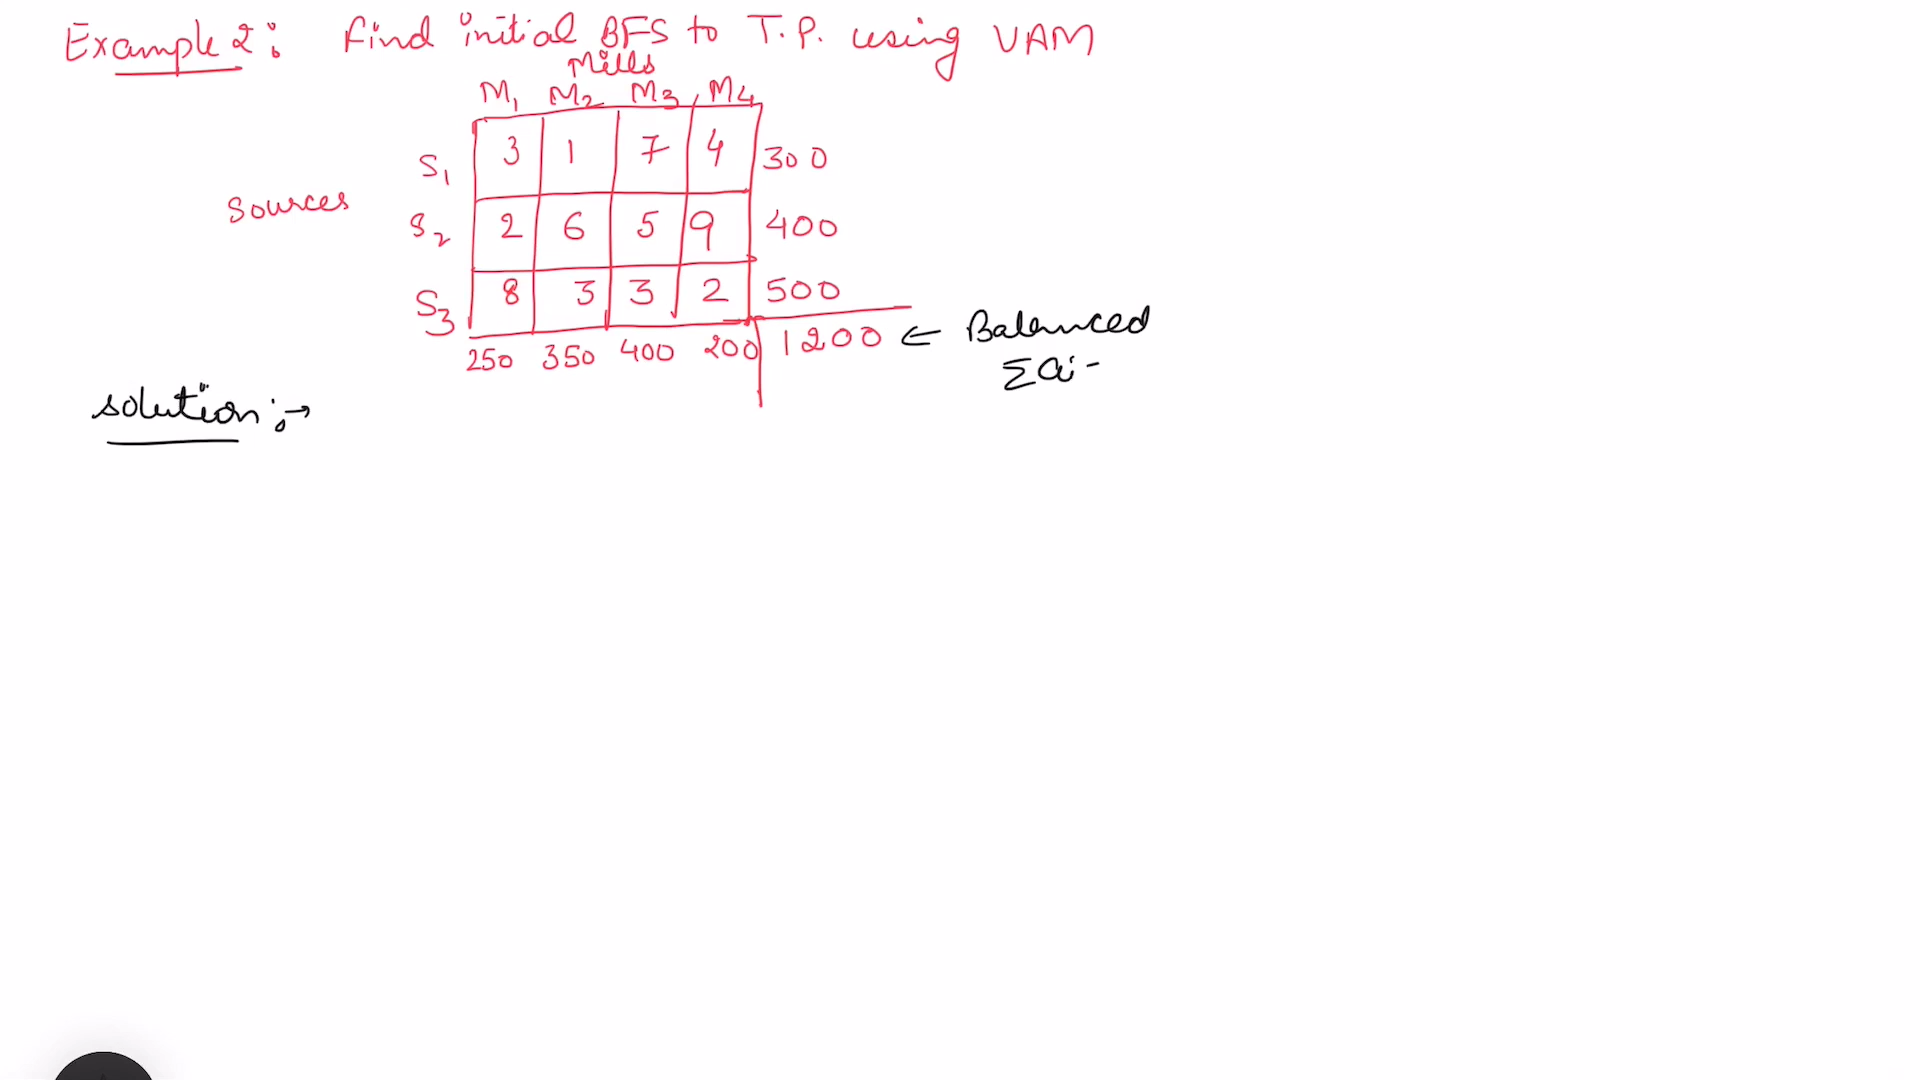 Example 2: Find initial BFS to T.P. using VAM
Mills
M1 M2 M3 M4
S1 3 1 7 4 300
Sources
S2 2 6 5 9 400
S3 8 3 3 2 500
250 350 400 200 1200 ← Balanced
Σai -
Solution :→